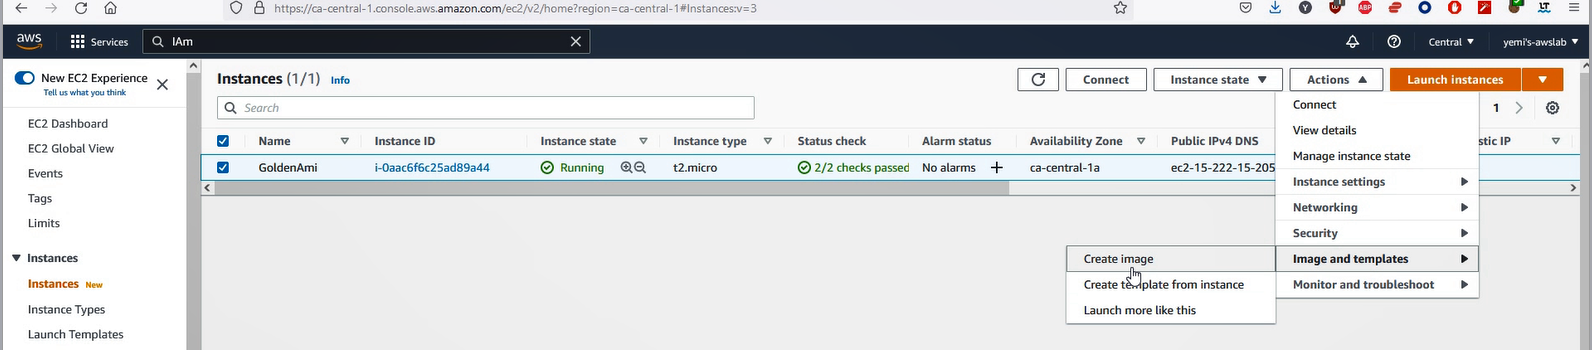 https://ca-central-1.console.aws.amazon.com/ec2/v2/home?region=ca-central-1#Instances:v=3
aws
Services
IAm
Central
yemi's-awslab
New EC2 Experience
Tell us what you think
EC2 Dashboard
EC2 Global View
Events
Tags
Limits
Instances
Instances New
Instance Types
Launch Templates
Instances (1/1) Info
Connect
Instance state
Actions
Launch instances
Search
1
Name
Instance ID
Instance state
Instance type
Status check
Alarm status
Availability Zone
Public IPv4 DNS
stic IP
GoldenAmi
i-0aac6f6c25ad89a44
Running
t2.micro
2/2 checks passed
No alarms
ca-central-1a
ec2-15-222-15-205
Connect
View details
Manage instance state
Instance settings
Networking
Security
Image and templates
Monitor and troubleshoot
Create image
Create template from instance
Launch more like this